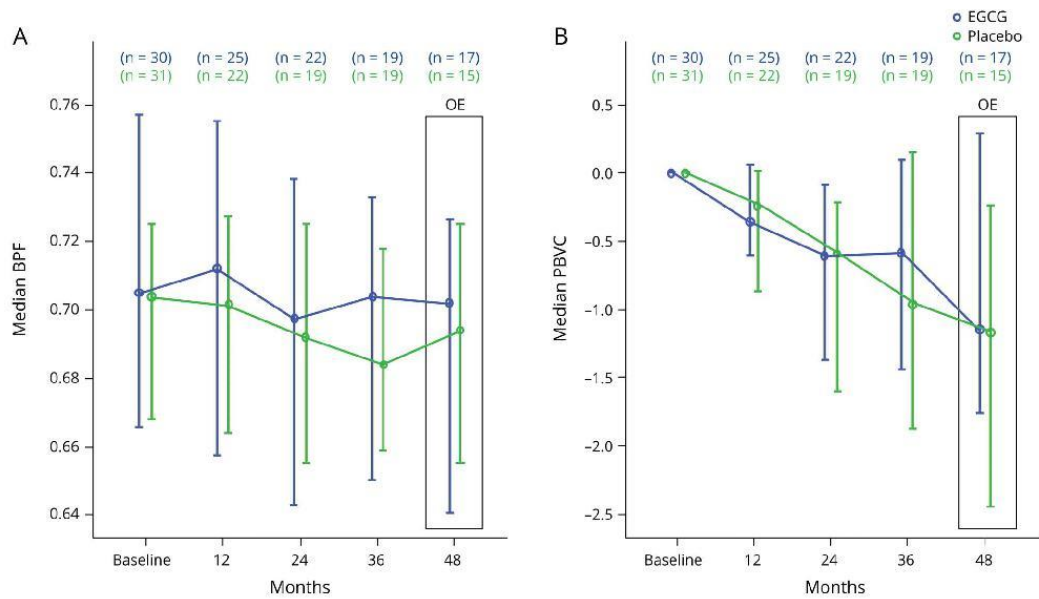 EGCG
Placebo
A
(n = 30) (n = 25) (n = 22) (n = 19) (n = 17)
(n = 31) (n = 22) (n = 19) (n = 19) (n = 15)
OE
0.76
0.74
0.72
0.70
0.68
0.66
0.64
Median BPF
Baseline 12 24 36 48
Months
B
(n = 30) (n = 25) (n = 22) (n = 19) (n = 17)
(n = 31) (n = 22) (n = 19) (n = 19) (n = 15)
OE
0.5
0.0
–0.5
–1.0
–1.5
–2.0
–2.5
Median PBVC
Baseline 12 24 36 48
Months